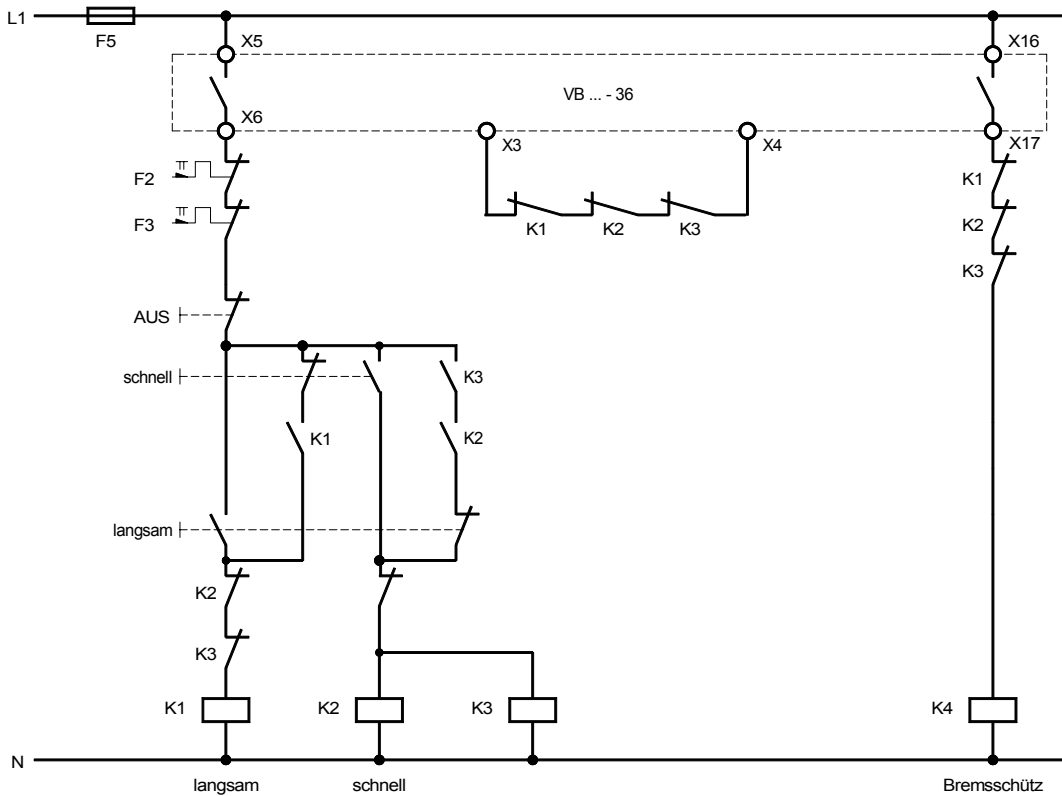 L1
F5
X5
X16
VB ... - 36
X6
X3
X4
X17
F2
K1
F3
K1
K2
K3
K2
K3
AUS
schnell
K3
K1
K2
langsam
K2
K3
K1
K2
K3
K4
N
langsam
schnell
Bremsschütz